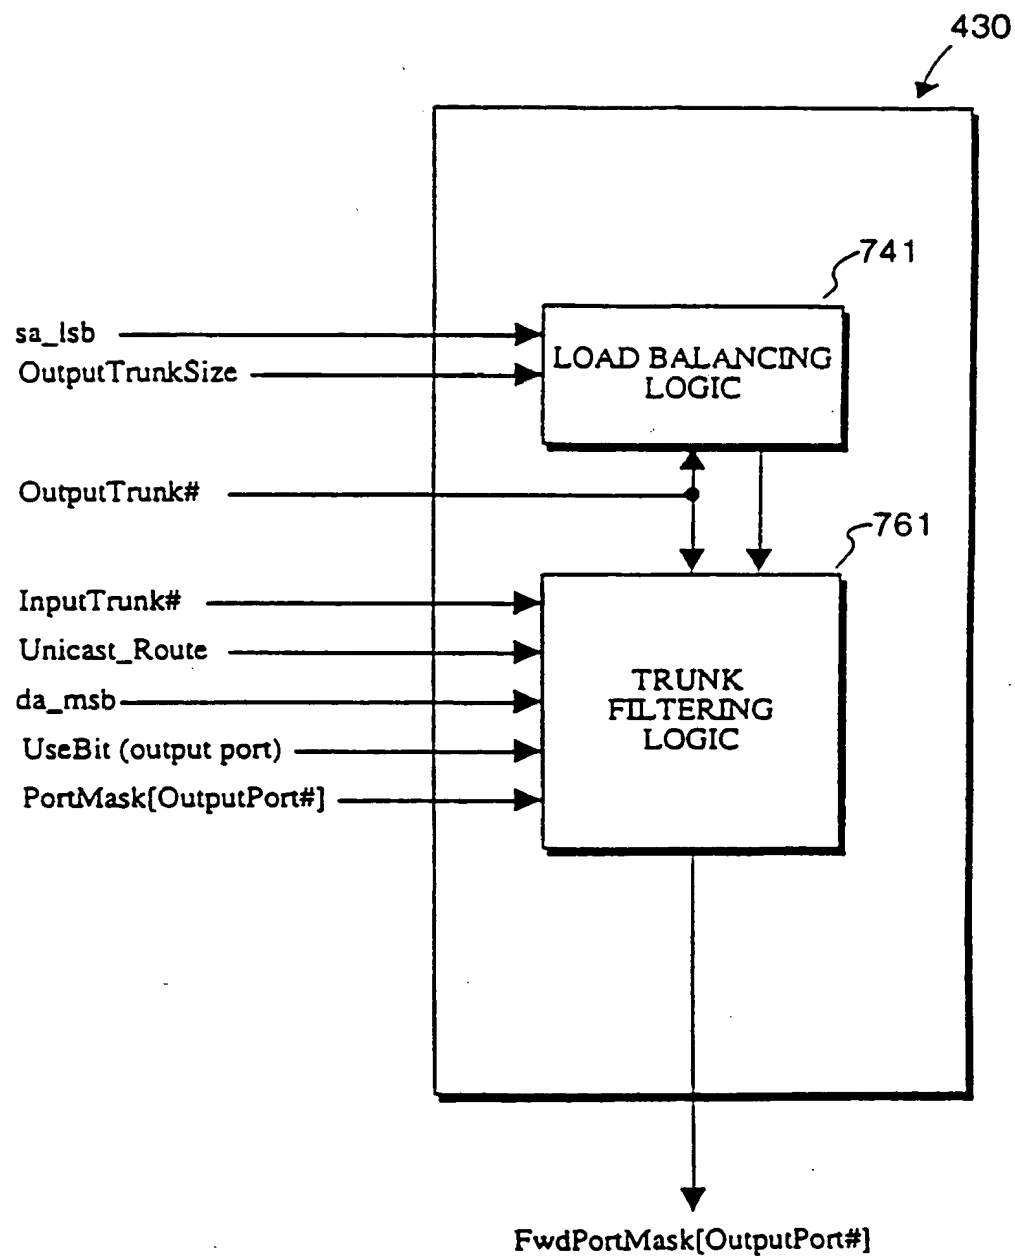 430
741
sa_lsb
OutputTrunkSize
LOAD BALANCING
LOGIC
OutputTrunk#
761
InputTrunk#
Unicast_Route
da_msb
UseBit (output port)
PortMask[OutputPort#]
TRUNK
FILTERING
LOGIC
FwdPortMask[OutputPort#]